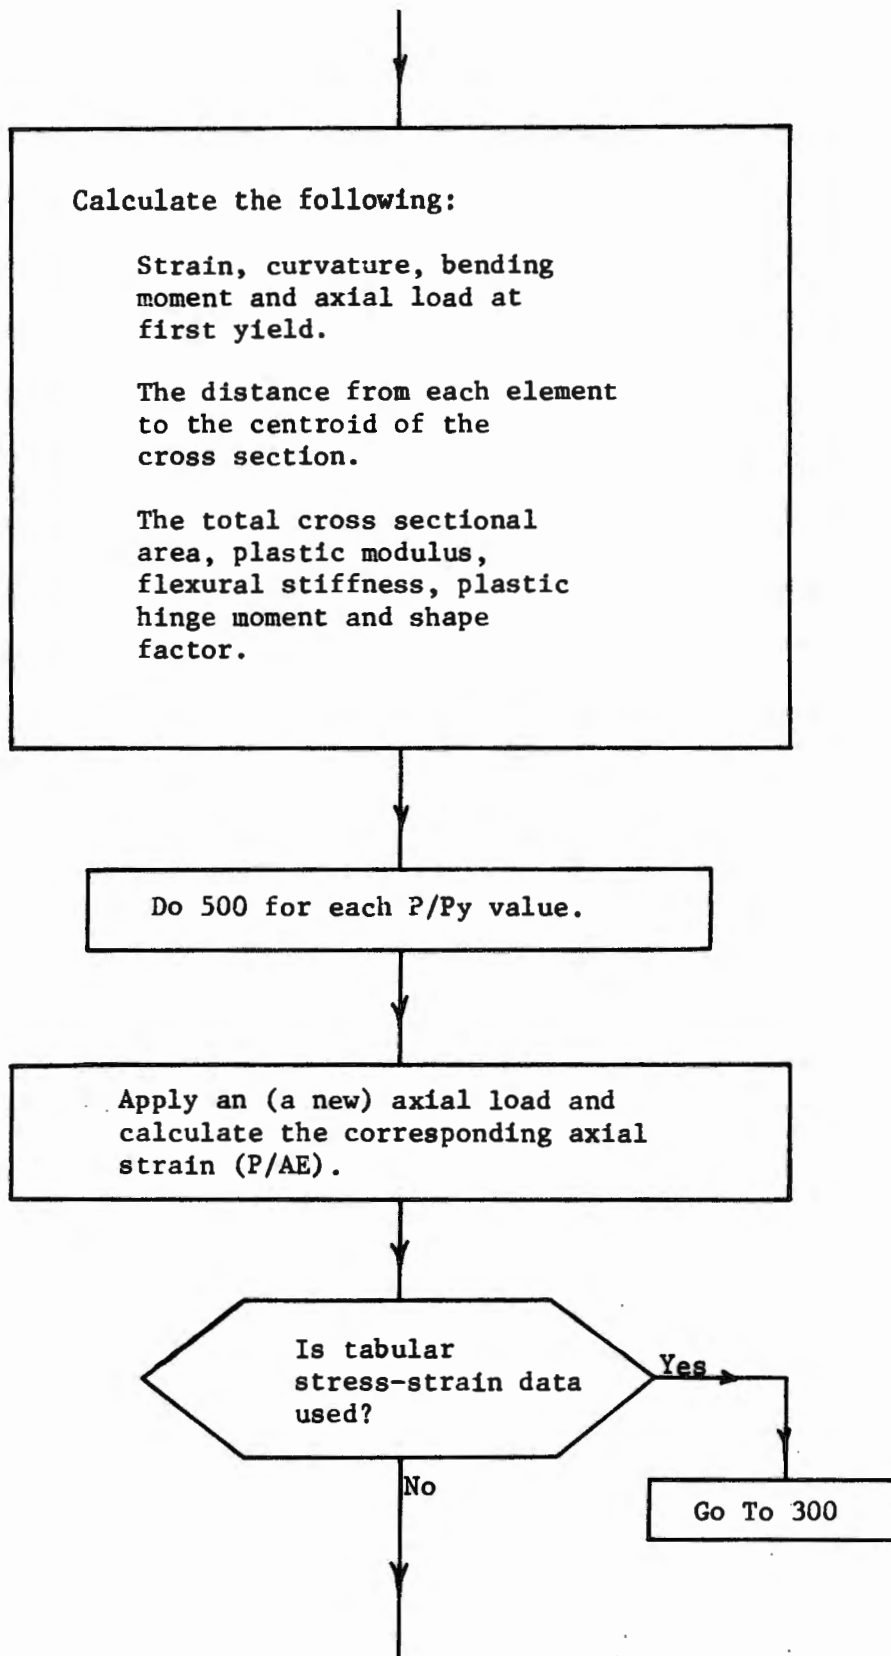 Calculate the following:
Strain, curvature, bending
moment and axial load at
first yield.
The distance from each element
to the centroid of the
cross section.
The total cross sectional
area, plastic modulus,
flexural stiffness, plastic
hinge moment and shape
factor.
Do 500 for each P/Py value.
Apply an (a new) axial load and
calculate the corresponding axial
strain (P/AE).
Is tabular
stress-strain data
used?
Yes
No
Go To 300